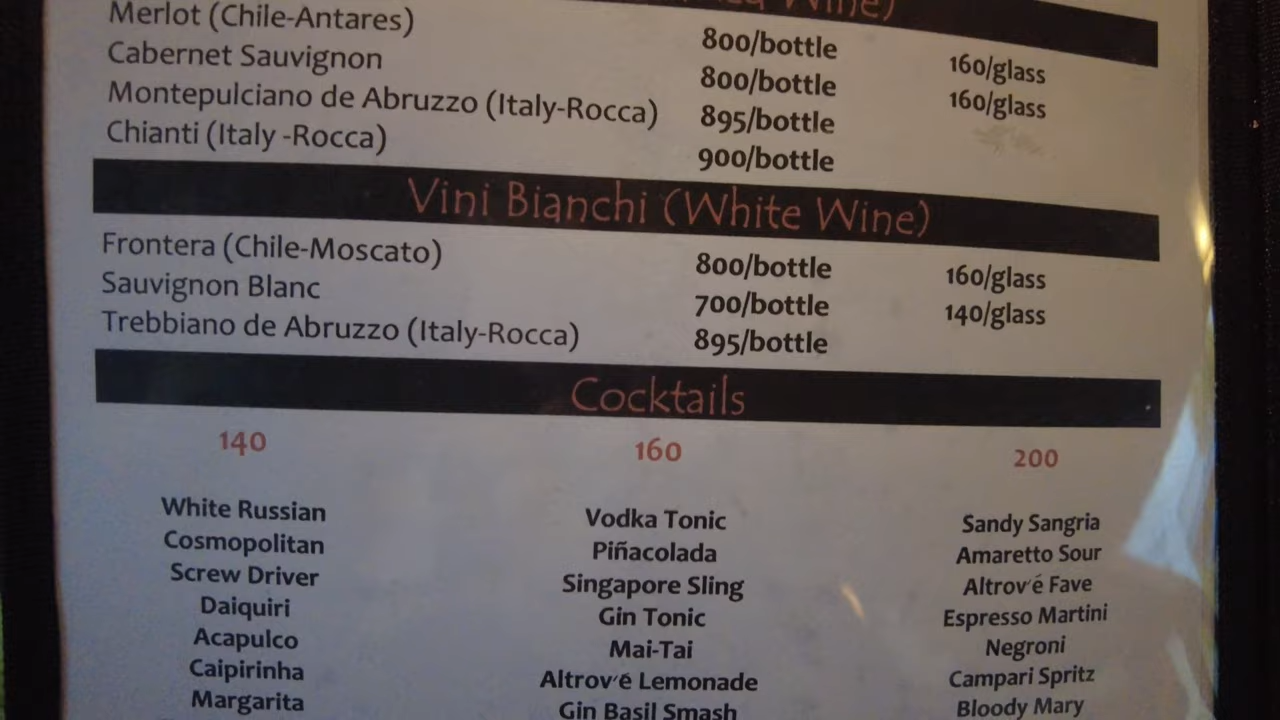 Wine)
Merlot (Chile-Antares) 800/bottle 160/glass
Cabernet Sauvignon 800/bottle 160/glass
Montepulciano de Abruzzo (Italy-Rocca) 895/bottle
Chianti (Italy -Rocca) 900/bottle
Vini Bianchi (White Wine)
Frontera (Chile-Moscato) 800/bottle 160/glass
Sauvignon Blanc 700/bottle 140/glass
Trebbiano de Abruzzo (Italy-Rocca) 895/bottle
Cocktails
140 160 200
White Russian Vodka Tonic Sandy Sangria
Cosmopolitan Piñacolada Amaretto Sour
Screw Driver Singapore Sling Altrov'é Fave
Daiquiri Gin Tonic Espresso Martini
Acapulco Mai-Tai Negroni
Caipirinha Altrov'é Lemonade Campari Spritz
Margarita Gin Basil Smash Bloody Mary